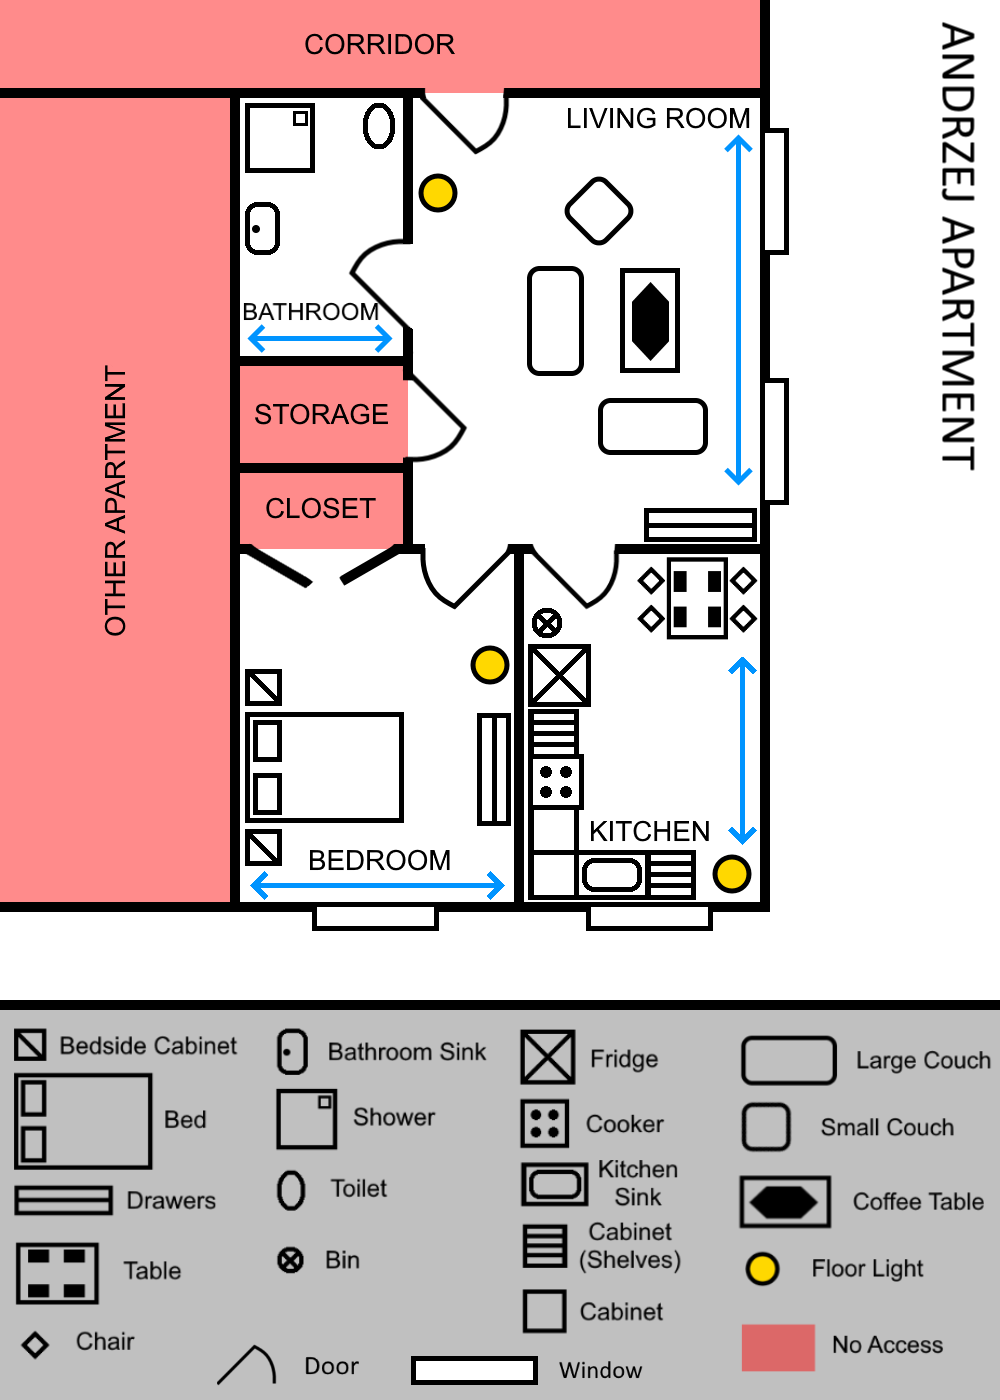 CORRIDOR
LIVING ROOM
ANDRZEJ APARTMENT
BATHROOM
STORAGE
CLOSET
OTHER APARTMENT
KITCHEN
BEDROOM
Bedside Cabinet
Bed
Drawers
Table
Chair
Bathroom Sink
Shower
Toilet
Bin
Door
Fridge
Cooker
Kitchen
Sink
Cabinet
(Shelves)
Cabinet
Window
Large Couch
Small Couch
Coffee Table
Floor Light
No Access